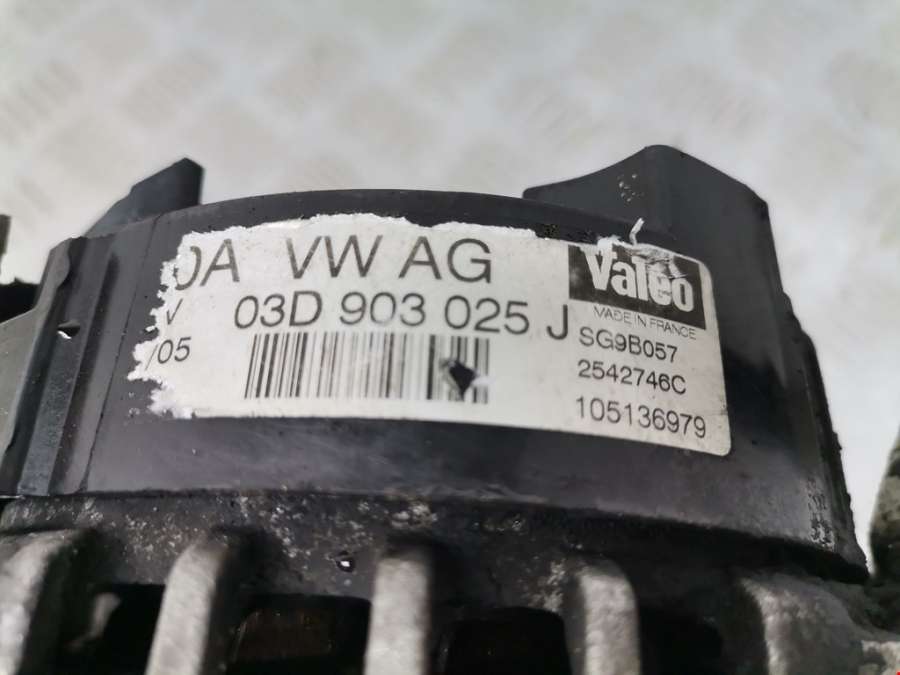 0A VW AG
V 03D 903 025 J
/05
Valeo
MADE IN FRANCE
SG9B057
2542746C
105136979